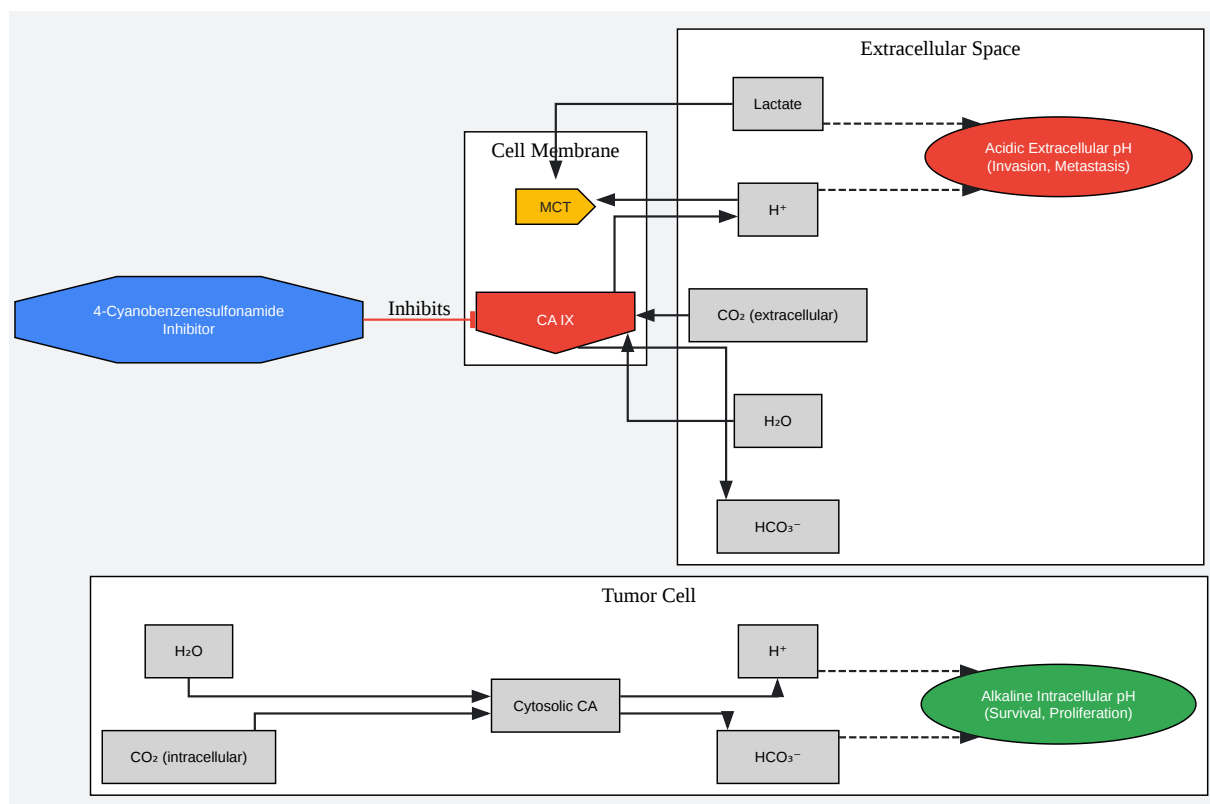 Extracellular Space
Lactate
Acidic Extracellular pH
(Invasion, Metastasis)
Cell Membrane
MCT
H⁺
4-Cyanobenzenesulfonamide
Inhibitor
Inhibits
CA IX
CO₂ (extracellular)
H₂O
HCO₃⁻
Tumor Cell
H₂O
H⁺
Cytosolic CA
Alkaline Intracellular pH
(Survival, Proliferation)
CO₂ (intracellular)
HCO₃⁻